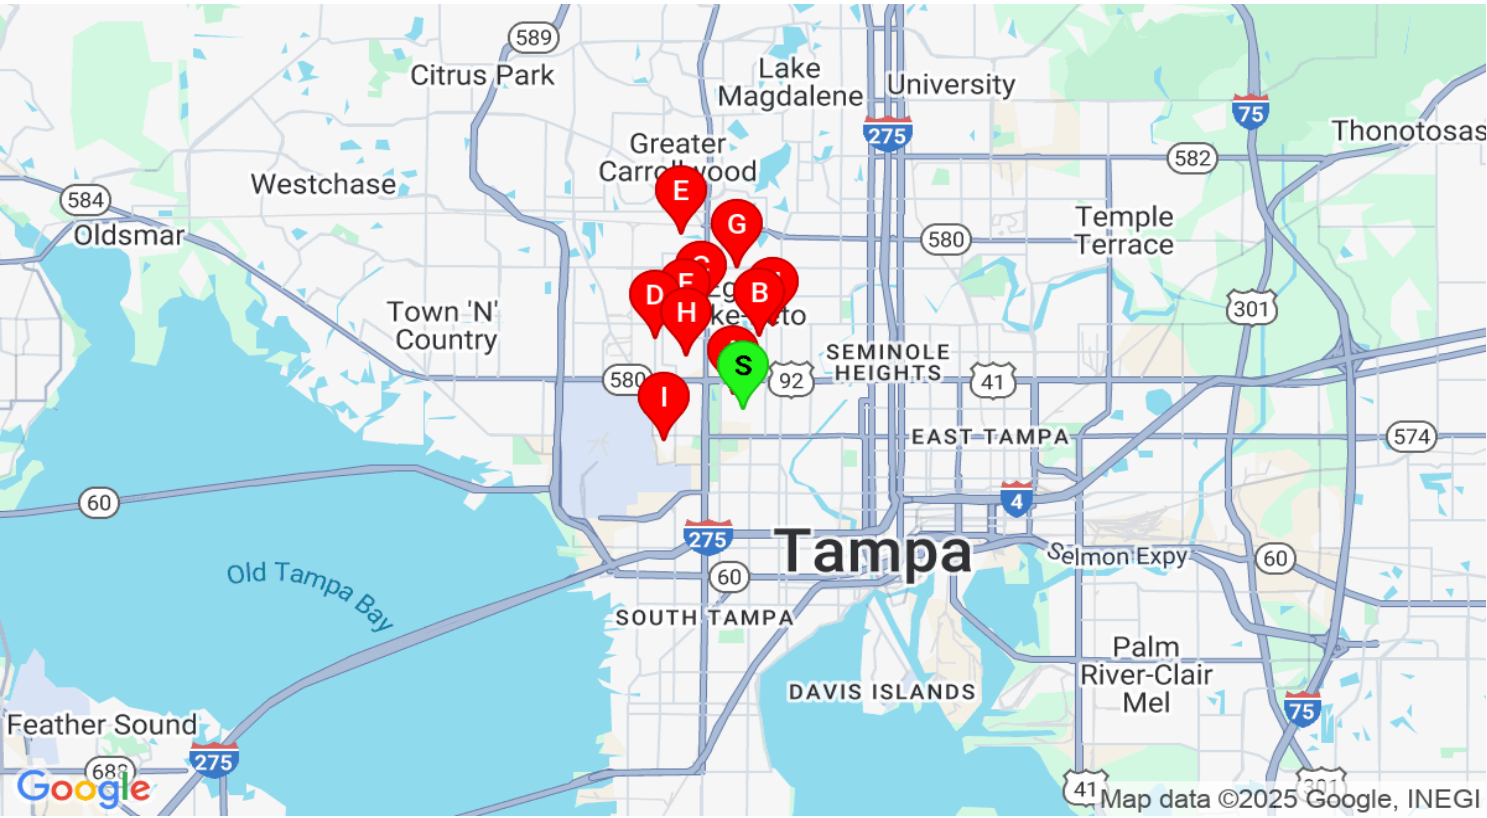 589
Citrus Park
Lake
Magdalene
University
275
75
Thonotosas
582
Greater
Westchase
584
Oldsmar
E
G
580
Temple
Terrace
301
D
H
B
Town 'N'
Country
SEMINOLE
HEIGHTS
S
580
92
41
I
EAST TAMPA
574
60
4
275
Tampa
Selmon Expy
60
60
Old Tampa Bay
SOUTH TAMPA
Palm
River-Clair
Mel
DAVIS ISLANDS
75
Feather Sound
275
688
Google
41
301
Map data ©2025 Google, INEGI